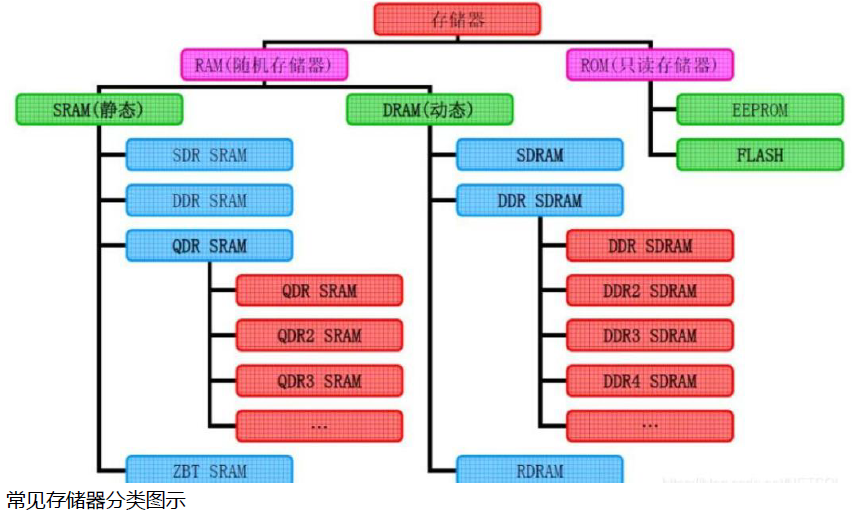 存储器
RAM(随机存储器)
ROM(只读存储器)
SRAM(静态)
DRAM(动态)
EEPROM
FLASH
SDR SRAM
SDRAM
DDR SRAM
DDR SDRAM
QDR SRAM
DDR SDRAM
QDR SRAM
DDR2 SDRAM
QDR2 SRAM
DDR3 SDRAM
QDR3 SRAM
DDR4 SDRAM
...
...
ZBT SRAM
RDRAM
常见存储器分类图示